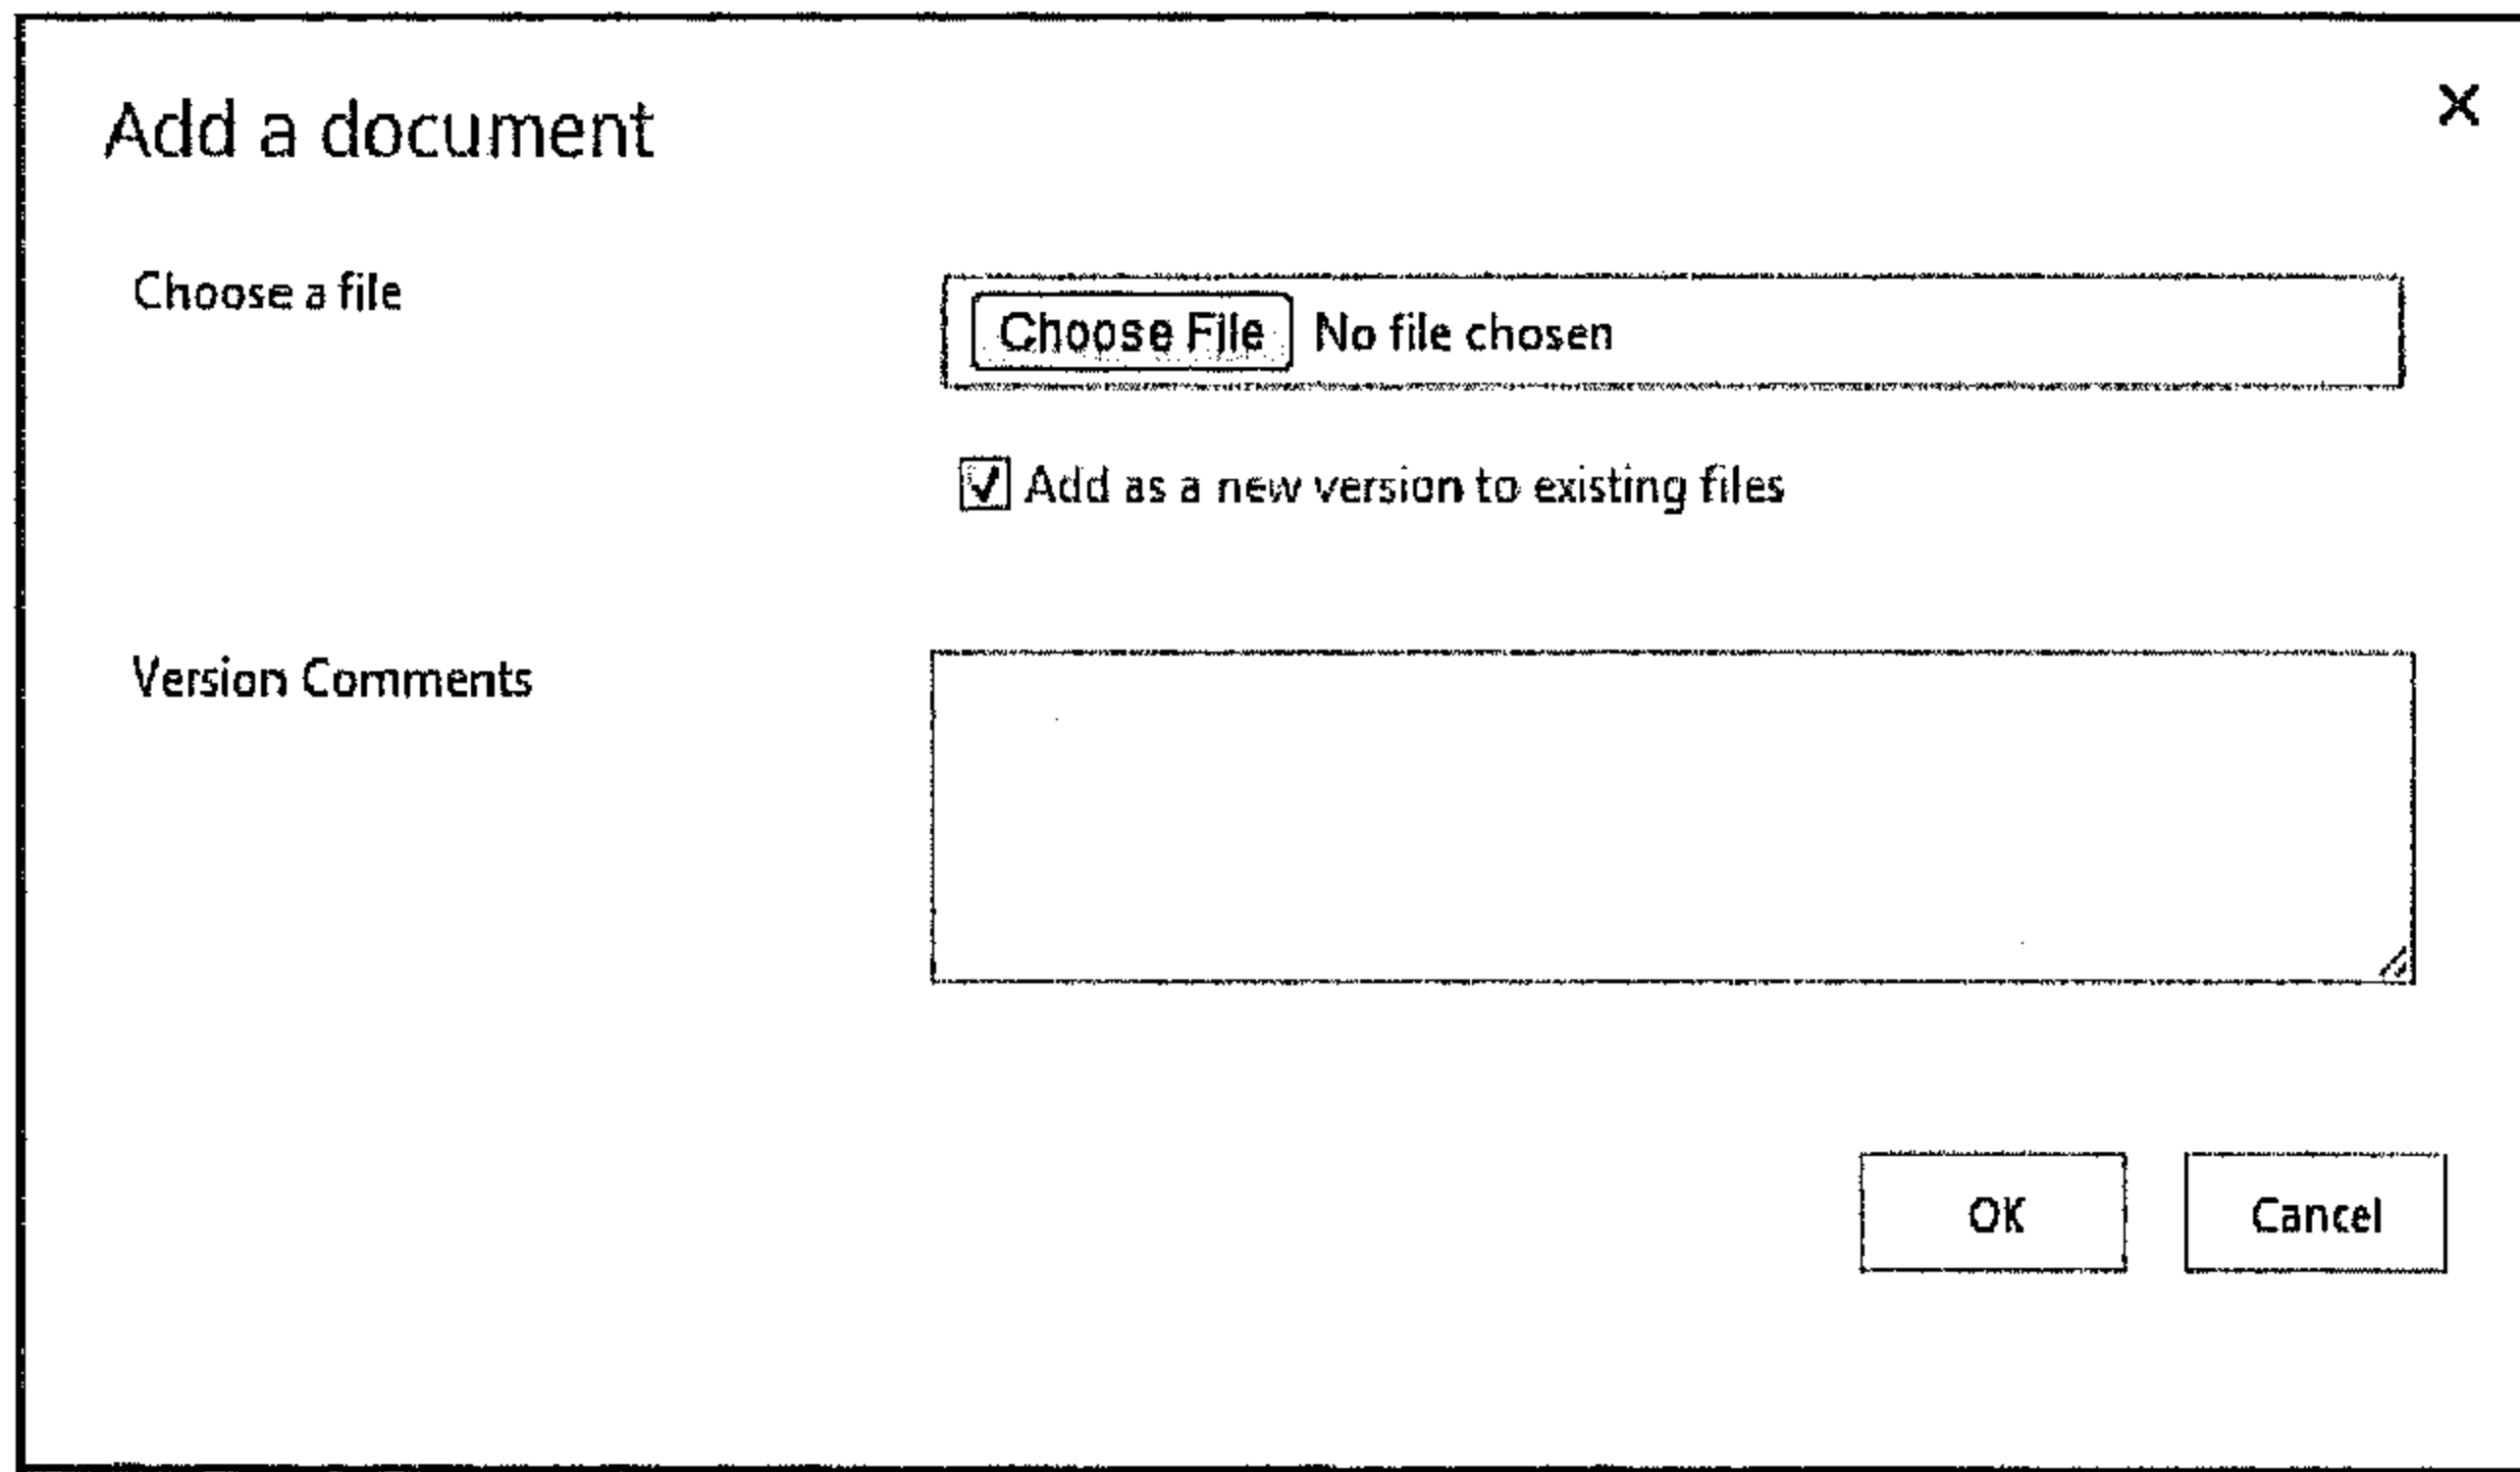 Add a document
×
Choose a file
Choose File No file chosen
Add as a new version to existing files
Version Comments
OK
Cancel